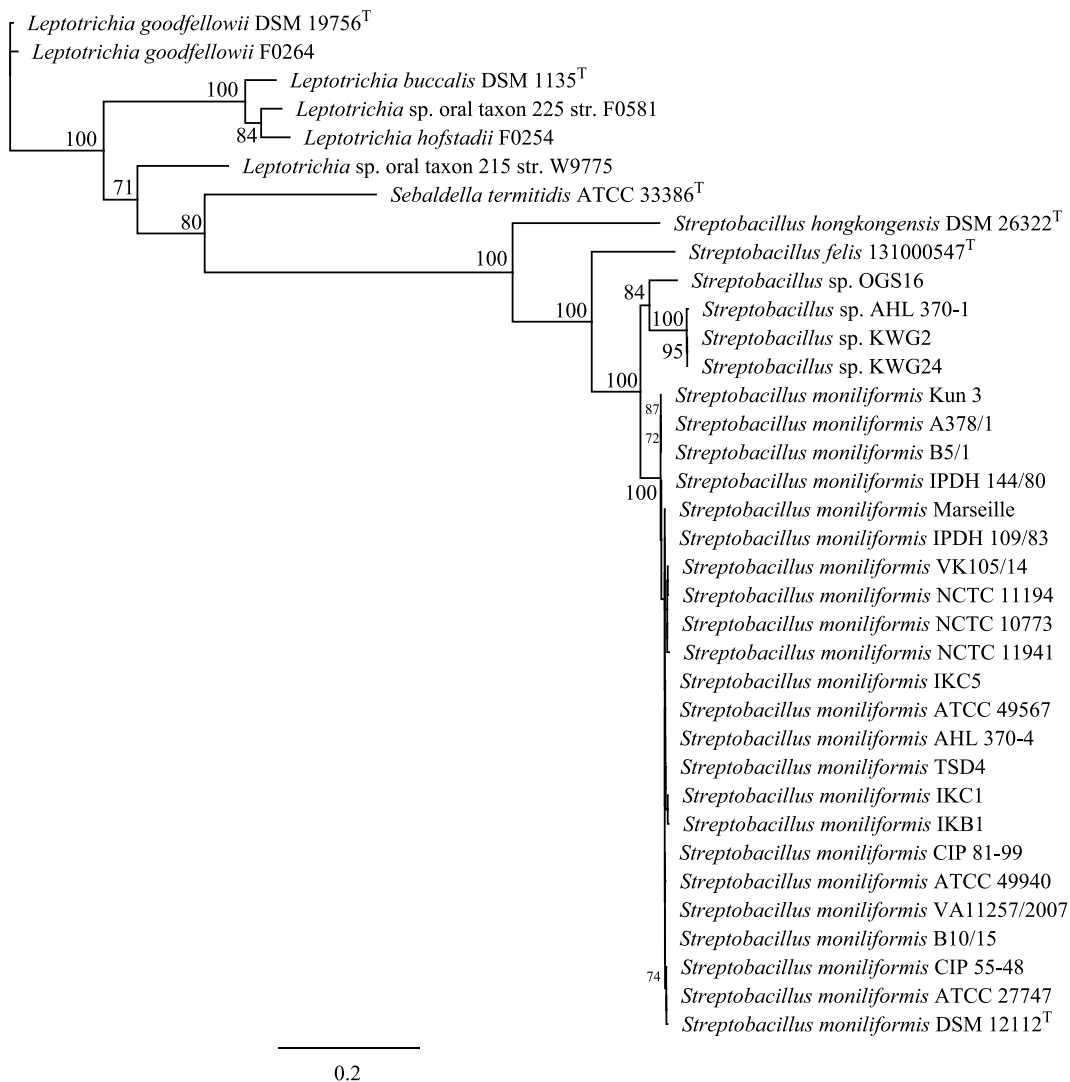 Leptotrichia goodfellowii DSM 19756T
Leptotrichia goodfellowii F0264
100
Leptotrichia buccalis DSM 1135T
Leptotrichia sp. oral taxon 225 str. F0581
84
Leptotrichia hofstadii F0254
100
Leptotrichia sp. oral taxon 215 str. W9775
71
Sebaldella termitidis ATCC 33386T
80
Streptobacillus hongkongensis DSM 26322T
100
Streptobacillus felis 131000547T
Streptobacillus sp. OGS16
84
Streptobacillus sp. AHL 370-1
100
100
Streptobacillus sp. KWG2
95
Streptobacillus sp. KWG24
100
Streptobacillus moniliformis Kun 3
87
Streptobacillus moniliformis A378/1
72
Streptobacillus moniliformis B5/1
Streptobacillus moniliformis IPDH 144/80
100
Streptobacillus moniliformis Marseille
Streptobacillus moniliformis IPDH 109/83
Streptobacillus moniliformis VK105/14
Streptobacillus moniliformis NCTC 11194
Streptobacillus moniliformis NCTC 10773
Streptobacillus moniliformis NCTC 11941
Streptobacillus moniliformis IKC5
Streptobacillus moniliformis ATCC 49567
Streptobacillus moniliformis AHL 370-4
Streptobacillus moniliformis TSD4
Streptobacillus moniliformis IKC1
Streptobacillus moniliformis IKB1
Streptobacillus moniliformis CIP 81-99
Streptobacillus moniliformis ATCC 49940
Streptobacillus moniliformis VA11257/2007
Streptobacillus moniliformis B10/15
Streptobacillus moniliformis CIP 55-48
74
Streptobacillus moniliformis ATCC 27747
Streptobacillus moniliformis DSM 12112T
0.2